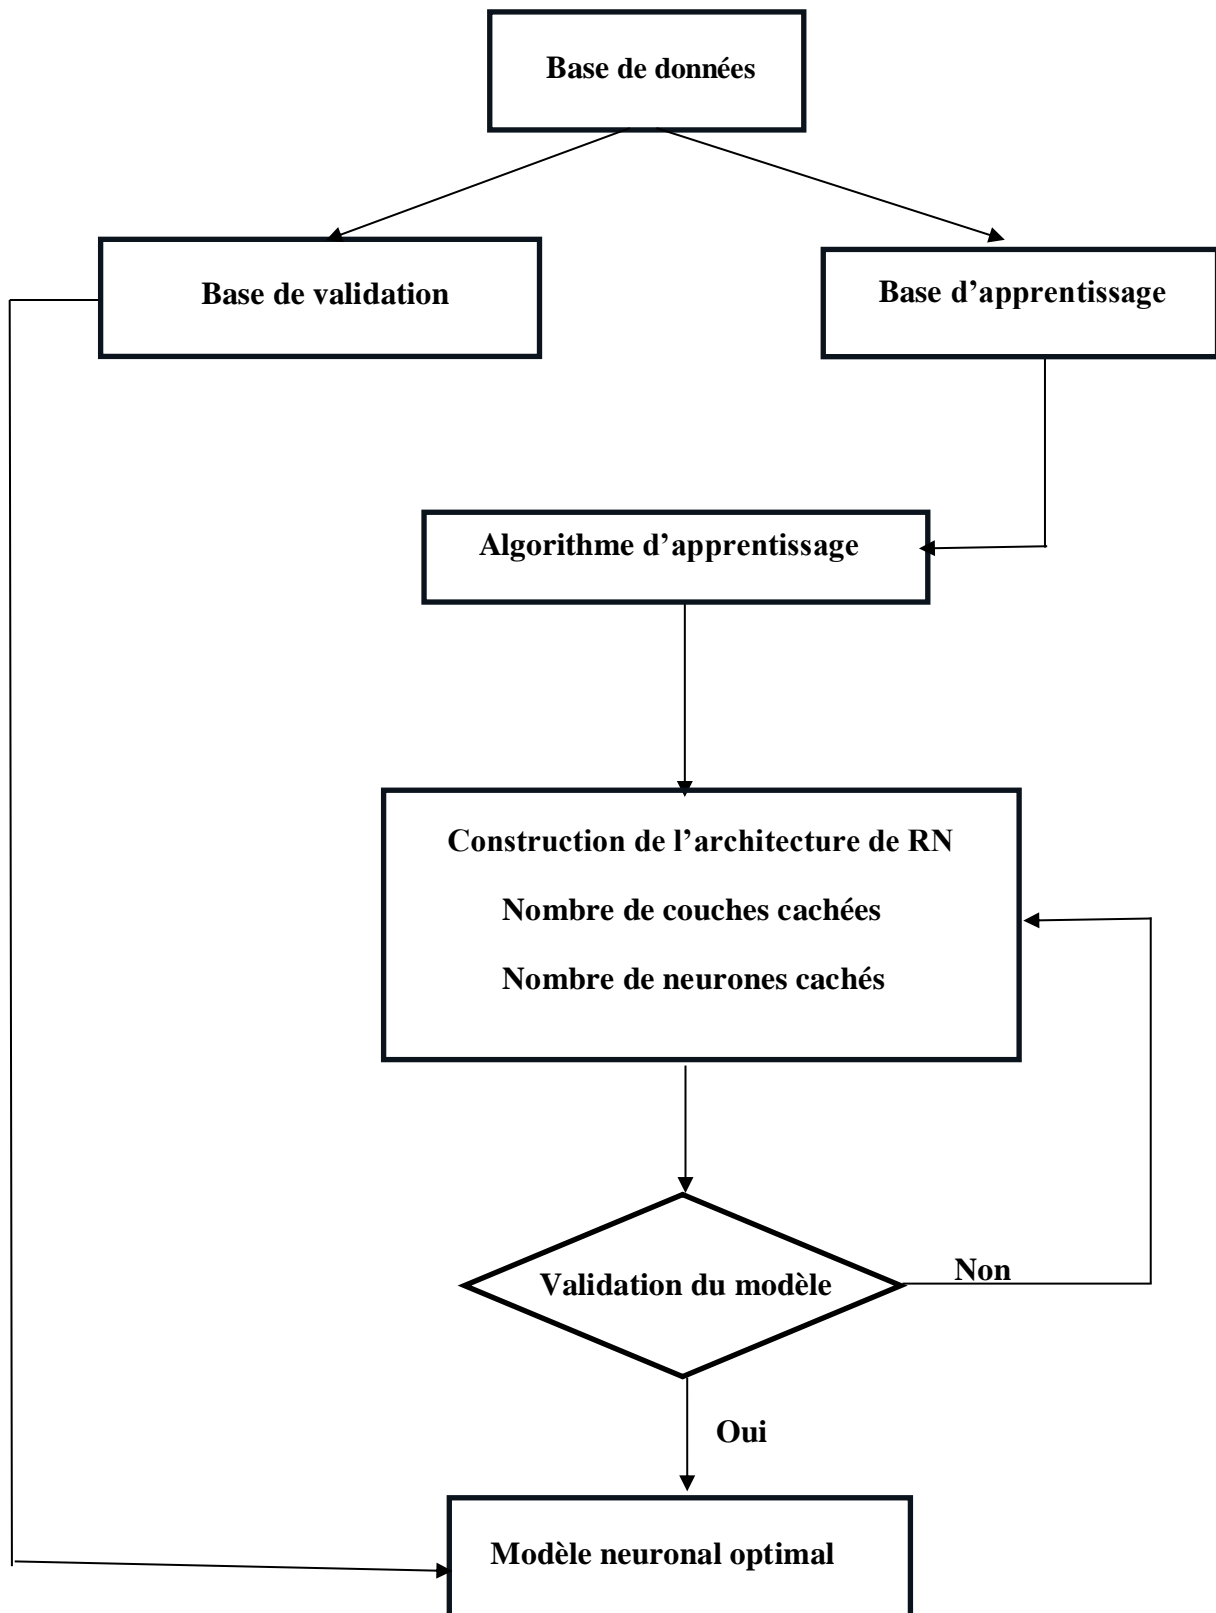 Base de données
Base de validation
Base d’apprentissage
Algorithme d’apprentissage
Construction de l’architecture de RN
Nombre de couches cachées
Nombre de neurones cachés
Validation du modèle
Non
Oui
Modèle neuronal optimal